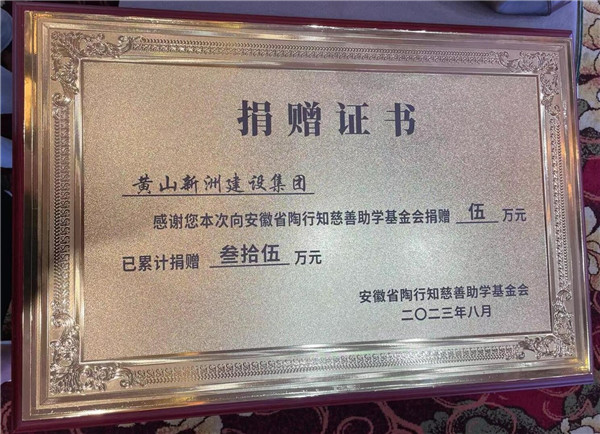 捐赠证书
黄山新洲建设集团
感谢您本次向安徽省陶行知慈善助学基金会捐赠 伍 万元
已累计捐赠 叁拾伍 万元
安徽省陶行知慈善助学基金会
二〇二三年八月